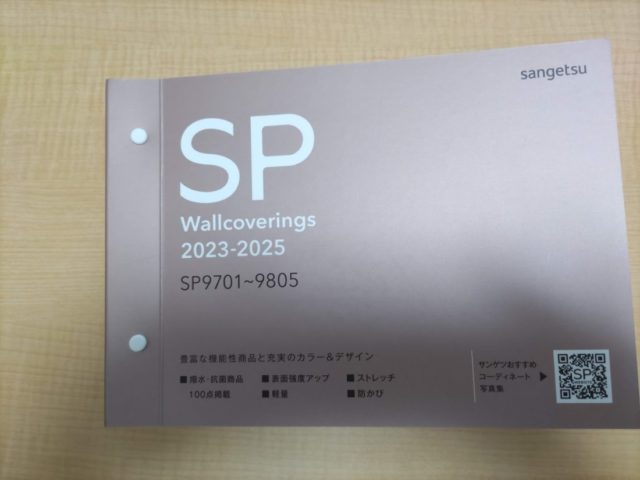 sangetsu
SP
Wallcoverings
2023-2025
SP9701~9805
豊富な機能性商品と充実のカラー&デザイン
■ 撥水・抗菌商品 ■ 表面強度アップ ■ ストレッチ
100点掲載 ■ 軽量 ■ 防かび
サンゲツおすすめ
コーディネート
写真集
SP